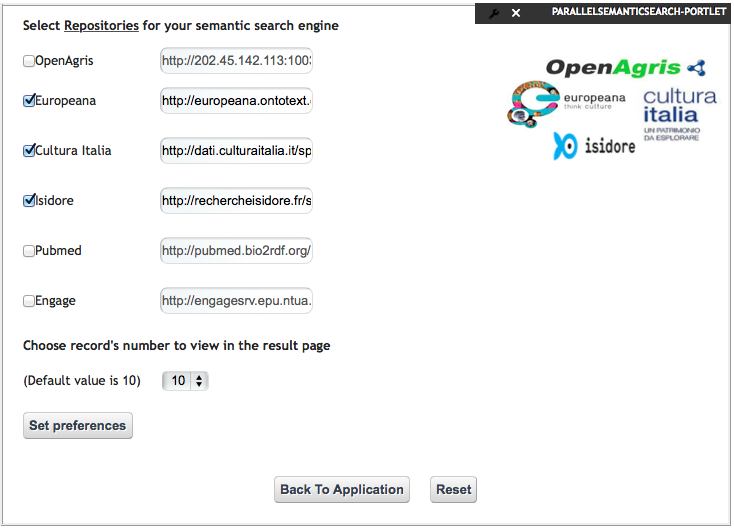 PARALLELSEMANTICSEARCH-PORTLET
Select Repositories for your semantic search engine
OpenAgris http://202.45.142.113:100
Europeana http://europeana.ontotext.
Cultura Italia http://dati.culturaitalia.it/sp
Isidore http://rechercheisidore.fr/s
Pubmed http://pubmed.bio2rdf.org/
Engage http://engagesrv.epu.ntua.
OpenAgris
europeana
think culture
cultura
italia
UN PATRIMONIO
DA ESPLORARE
isidore
Choose record's number to view in the result page
(Default value is 10) 10
Set preferences
Back To Application Reset